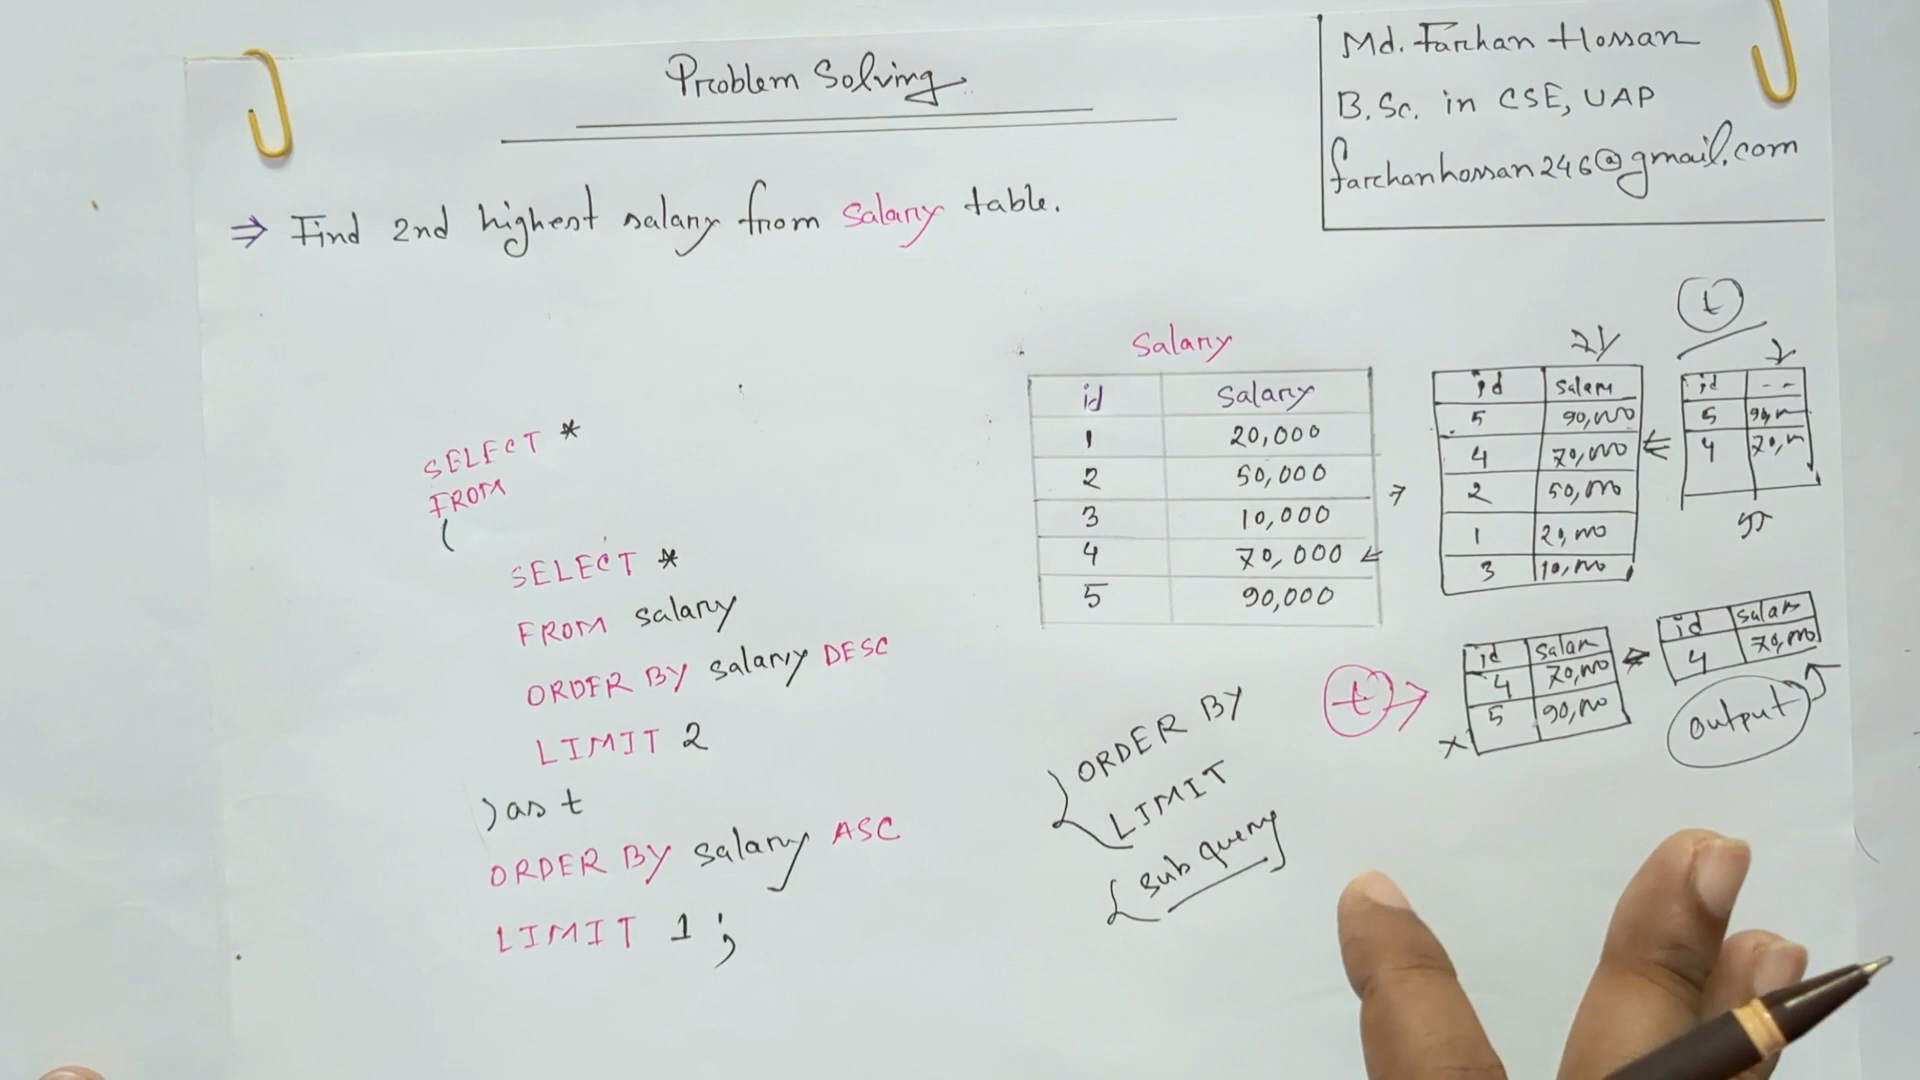 Problem Solving
Md. Farhan Hossan
B.Sc. in CSE, UAP
farhanhossan246@gmail.com
⇒ Find 2nd highest salary from Salary table.
SELECT *
FROM
(
SELECT *
FROM salary
ORDER BY salary DESC
LIMIT 2
) as t
ORDER BY salary ASC
LIMIT 1 ;
Salary
id Salary
1 20,000
2 50,000
3 10,000
4 70,000
5 90,000
id Salary
5 90,000
4 70,000
2 50,000
1 20,000
3 10,000
t
id --
5
4
ORDER BY
LIMIT
Sub query
t →
id Salary
4 70,000
5 90,000
id Salary
4 70,000
output